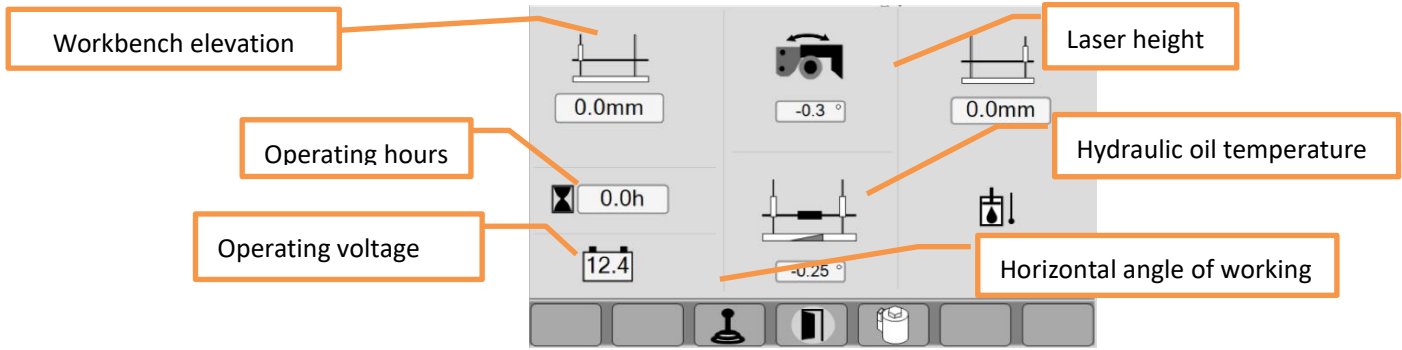 Workbench elevation
Laser height
0.0mm
-0.3 °
0.0mm
Operating hours
Hydraulic oil temperature
0.0h
Operating voltage
12.4
-0.25 °
Horizontal angle of working